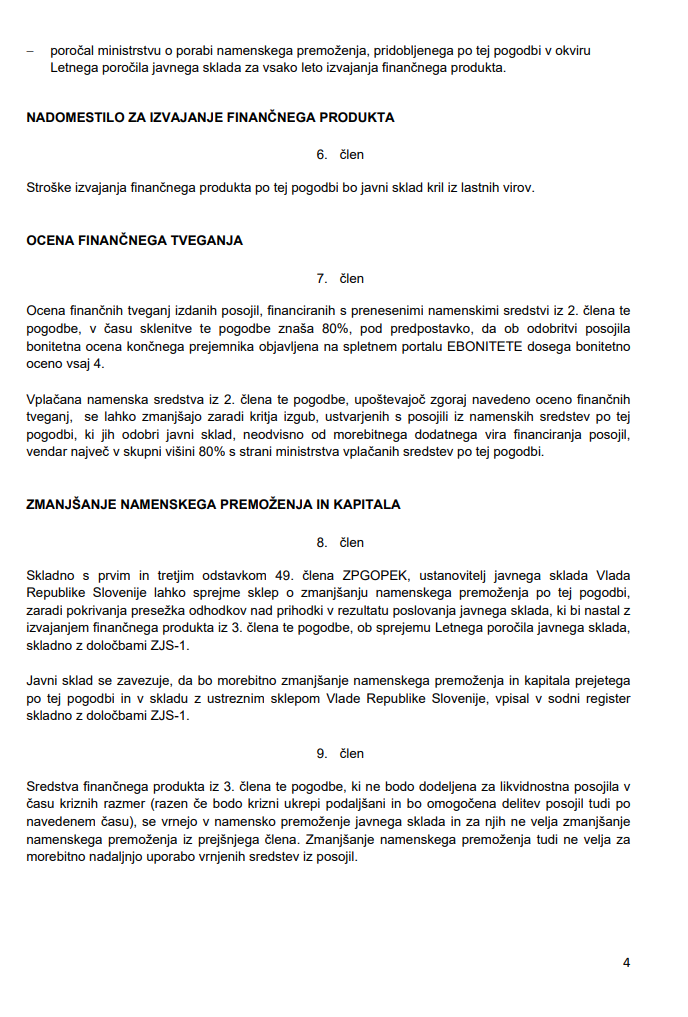 – poročal ministrstvu o porabi namenskega premoženja, pridobljenega po tej pogodbi v okviru
Letnega poročila javnega sklada za vsako leto izvajanja finančnega produkta.
NADOMESTILO ZA IZVAJANJE FINANČNEGA PRODUKTA
6. člen
Stroške izvajanja finančnega produkta po tej pogodbi bo javni sklad kril iz lastnih virov.
OCENA FINANČNEGA TVEGANJA
7. člen
Ocena finančnih tveganj izdanih posojil, financiranih s prenesenimi namenskimi sredstvi iz 2. člena te
pogodbe, v času sklenitve te pogodbe znaša 80%, pod predpostavko, da ob odobritvi posojila
bonitetna ocena končnega prejemnika objavljena na spletnem portalu EBONITETE dosega bonitetno
oceno vsaj 4.
Vplačana namenska sredstva iz 2. člena te pogodbe, upoštevajoč zgoraj navedeno oceno finančnih
tveganj, se lahko zmanjšajo zaradi kritja izgub, ustvarjenih s posojili iz namenskih sredstev po tej
pogodbi, ki jih odobri javni sklad, neodvisno od morebitnega dodatnega vira financiranja posojil,
vendar največ v skupni višini 80% s strani ministrstva vplačanih sredstev po tej pogodbi.
ZMANJŠANJE NAMENSKEGA PREMOŽENJA IN KAPITALA
8. člen
Skladno s prvim in tretjim odstavkom 49. člena ZPGOPEK, ustanovitelj javnega sklada Vlada
Republike Slovenije lahko sprejme sklep o zmanjšanju namenskega premoženja po tej pogodbi,
zaradi pokrivanja presežka odhodkov nad prihodki v rezultatu poslovanja javnega sklada, ki bi nastal z
izvajanjem finančnega produkta iz 3. člena te pogodbe, ob sprejemu Letnega poročila javnega sklada,
skladno z določbami ZJS-1.
Javni sklad se zavezuje, da bo morebitno zmanjšanje namenskega premoženja in kapitala prejetega
po tej pogodbi in v skladu z ustreznim sklepom Vlade Republike Slovenije, vpisal v sodni register
skladno z določbami ZJS-1.
9. člen
Sredstva finančnega produkta iz 3. člena te pogodbe, ki ne bodo dodeljena za likvidnostna posojila v
času kriznih razmer (razen če bodo krizni ukrepi podaljšani in bo omogočena delitev posojil tudi po
navedenem času), se vrnejo v namensko premoženje javnega sklada in za njih ne velja zmanjšanje
namenskega premoženja iz prejšnjega člena. Zmanjšanje namenskega premoženja tudi ne velja za
morebitno nadaljnjo uporabo vrnjenih sredstev iz posojil.
4